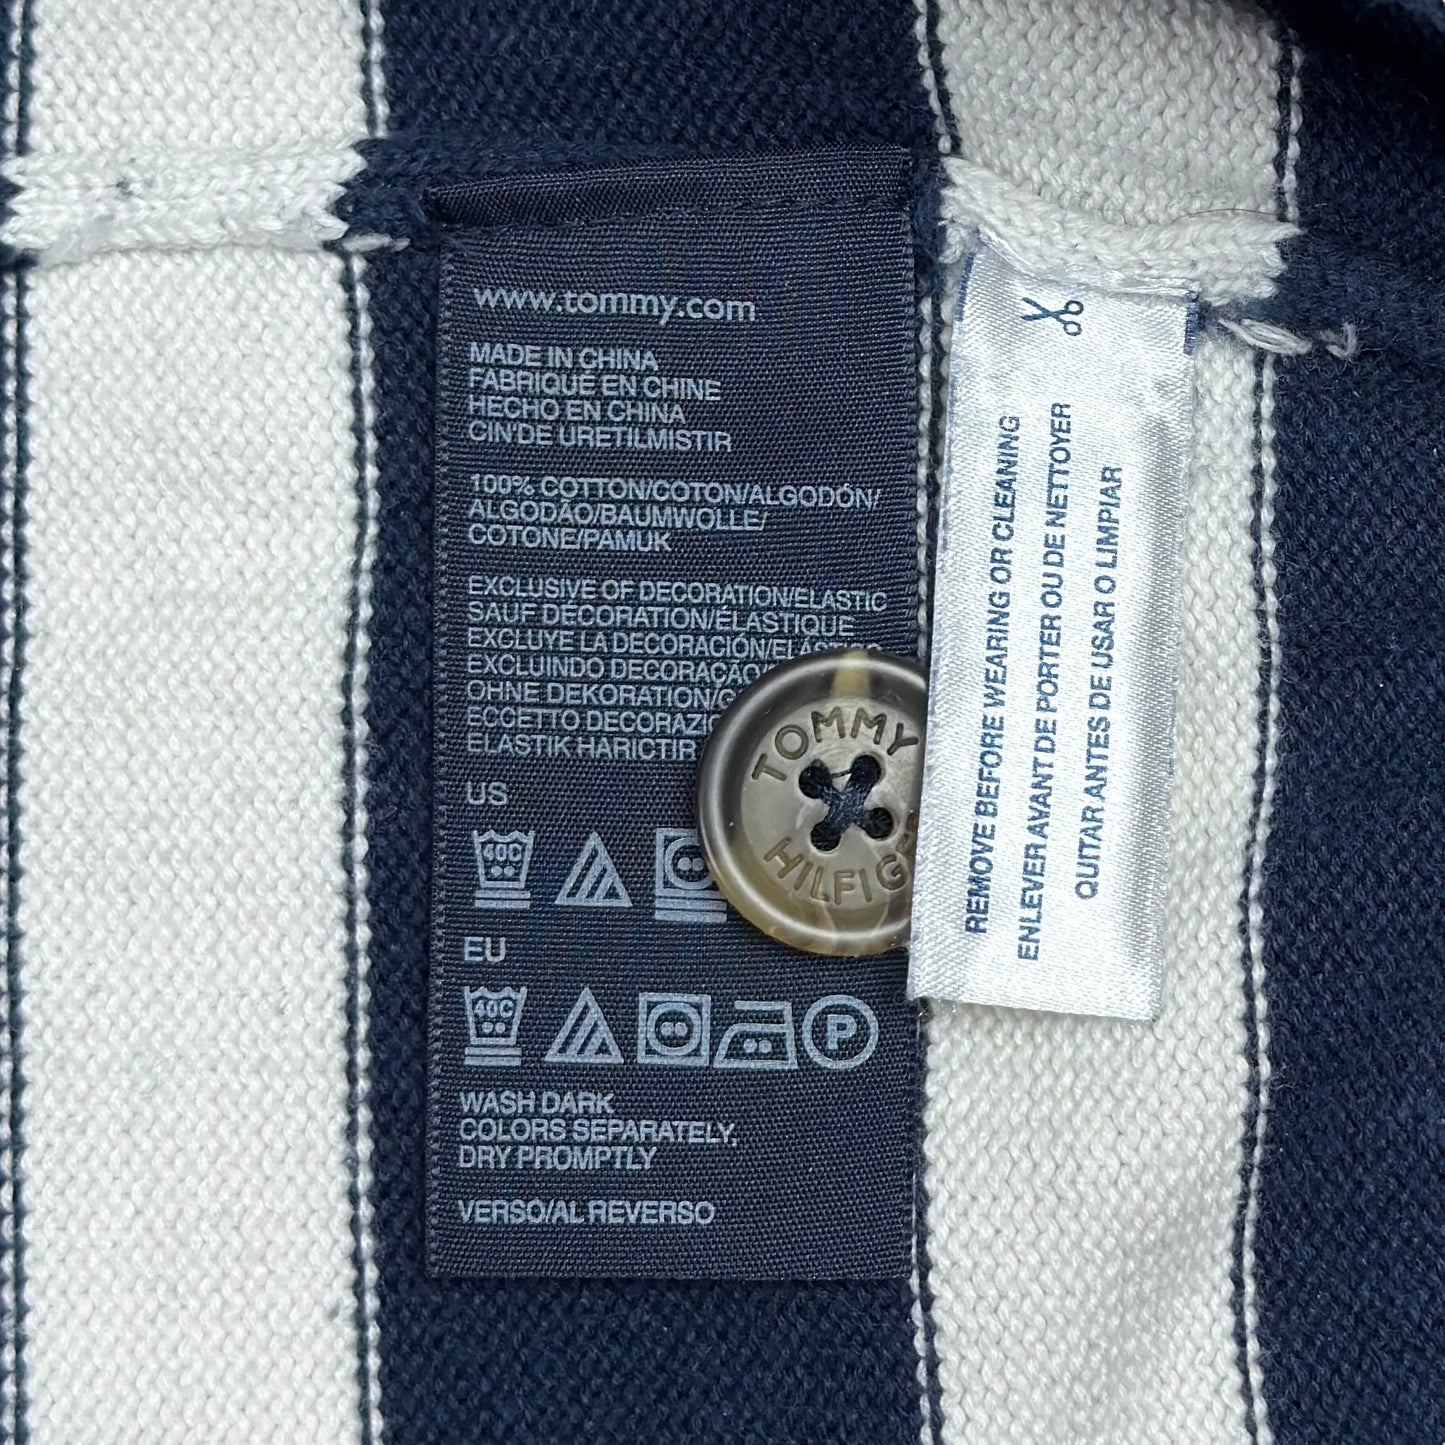 www.tommy.com
MADE IN CHINA
FABRIQUÉ EN CHINE
HECHO EN CHINA
CIN'DE URETILMISTIR
100% COTTON/COTON/ALGODÓN/
ALGODÃO/BAUMWOLLE/
COTONE/PAMUK
EXCLUSIVE OF DECORATION/ELASTIC
SAUF DÉCORATION/ÉLASTIQUE
EXCLUYE LA DECORACIÓN/
EXCLUINDO DECORAÇÃO/
OHNE DEKORATION/
ECCETTO
ELASTIK HARICTIR
US
40C
EU
40C
P
WASH DARK
COLORS SEPARATELY,
DRY PROMPTLY
VERSO/AL REVERSO
TOMMY
HILFIG
REMOVE BEFORE WEARING OR CLEANING
ENLEVER AVANT DE PORTER OU DE NETTOYER
QUITAR ANTES DE USAR O LIMPIAR